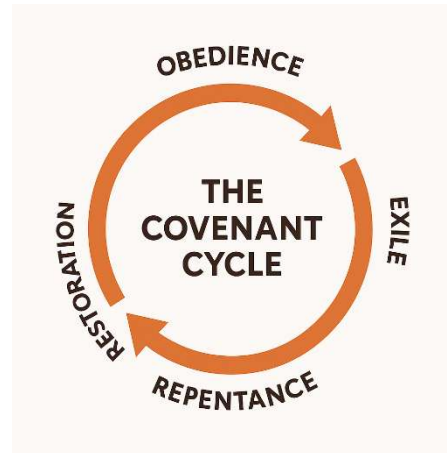 OBEDIENCE
THE
COVENANT
CYCLE
EXILE
REPENTANCE
RESTORATION